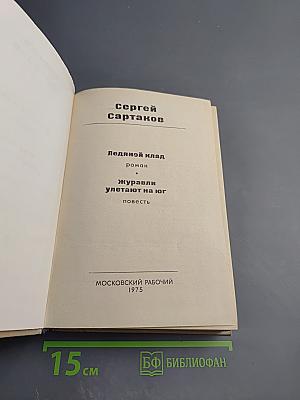 Сергей
Сартаков
Ледяной клад
роман
•
Журавли
улетают на юг
повесть
МОСКОВСКИЙ РАБОЧИЙ
1975
15 см
БФ БИБЛИОФАН